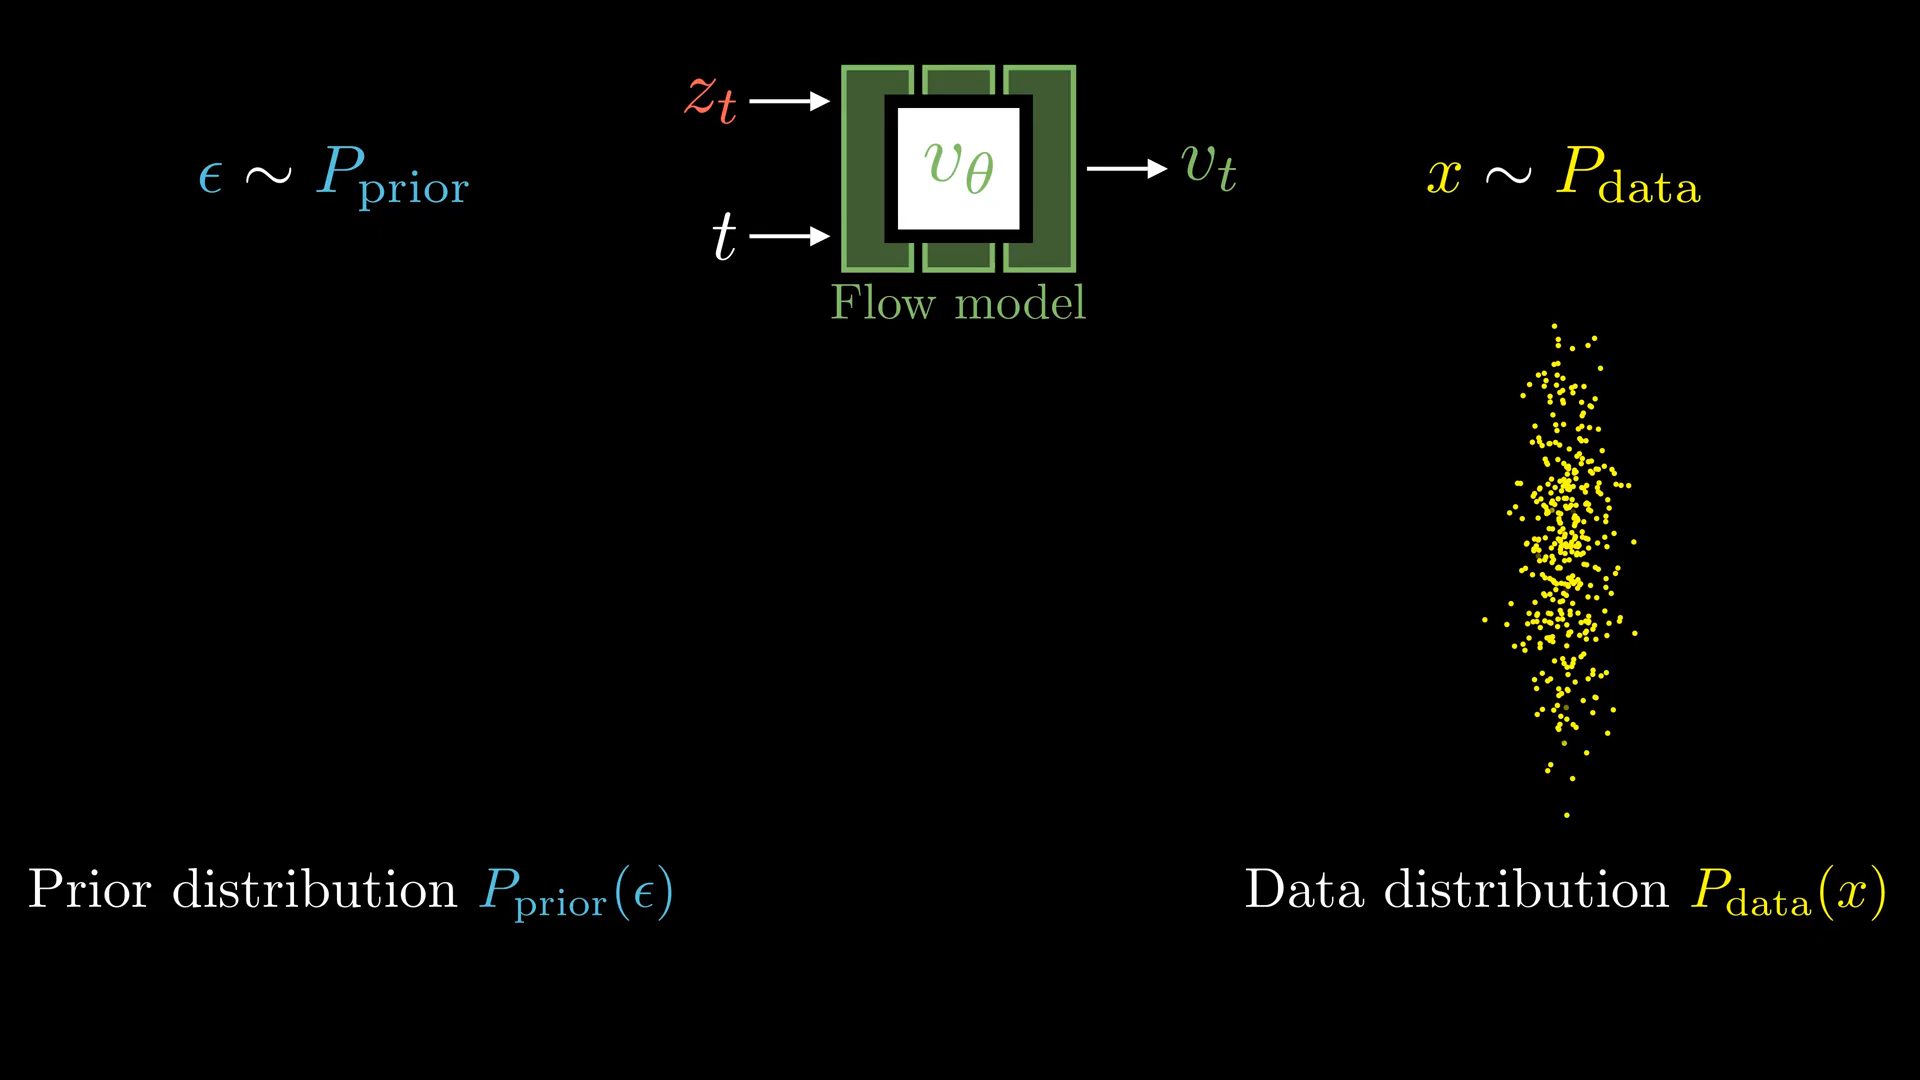 z_t
ϵ ∼ P_prior
v_θ
v_t
x ∼ P_data
t
Flow model
Prior distribution P_prior(ϵ)
Data distribution P_data(x)